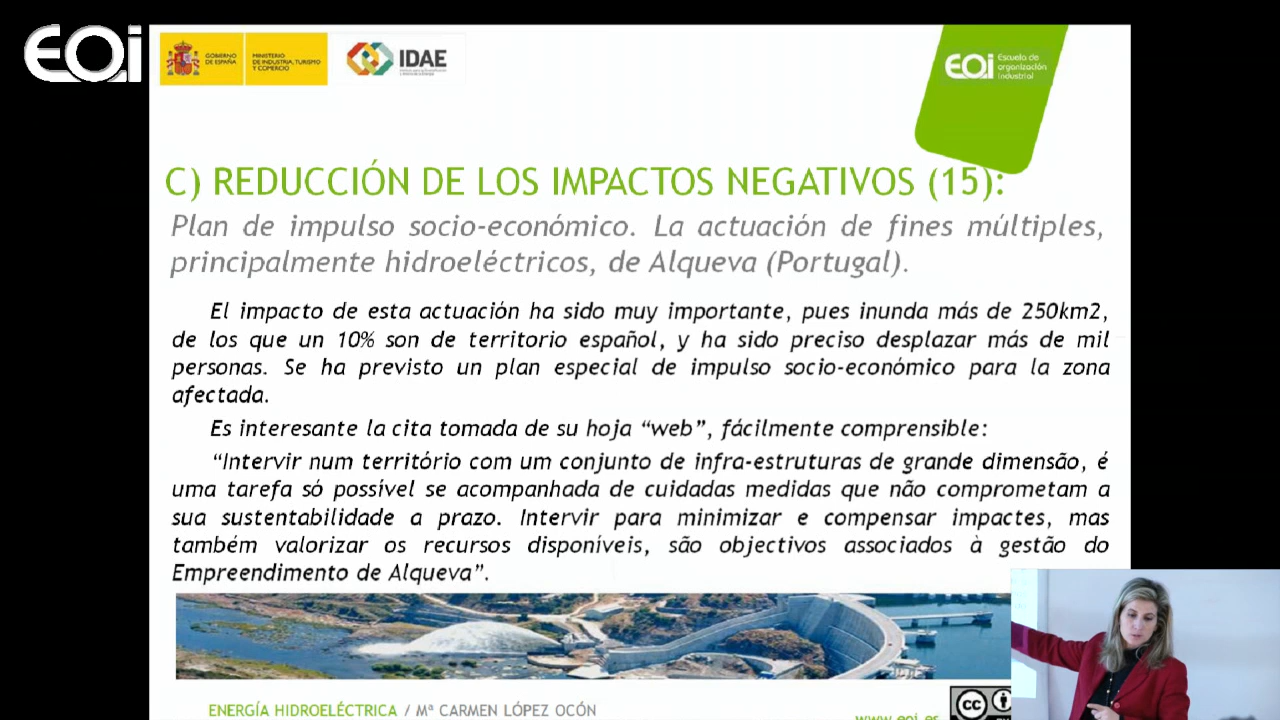 EOi
GOBIERNO
DE ESPAÑA
MINISTERIO
DE INDUSTRIA, TURISMO
Y COMERCIO
IDAE
EOi
Escuela de
organización
industrial
C) REDUCCIÓN DE LOS IMPACTOS NEGATIVOS (15):
Plan de impulso socio-económico. La actuación de fines múltiples,
principalmente hidroeléctricos, de Alqueva (Portugal).
El impacto de esta actuación ha sido muy importante, pues inunda más de 250km2,
de los que un 10% son de territorio español, y ha sido preciso desplazar más de mil
personas. Se ha previsto un plan especial de impulso socio-económico para la zona
afectada.
Es interesante la cita tomada de su hoja “web”, fácilmente comprensible:
“Intervir num território com um conjunto de infra-estruturas de grande dimensão, é
uma tarefa só possível se acompanhada de cuidadas medidas que não comprometam a
sua sustentabilidade a prazo. Intervir para minimizar e compensar impactes, mas
também valorizar os recursos disponíveis, são objectivos associados à gestão do
Empreendimento de Alqueva”.
ENERGÍA HIDROELÉCTRICA / Mª CARMEN LÓPEZ OCÓN
www.eoi.es
cc